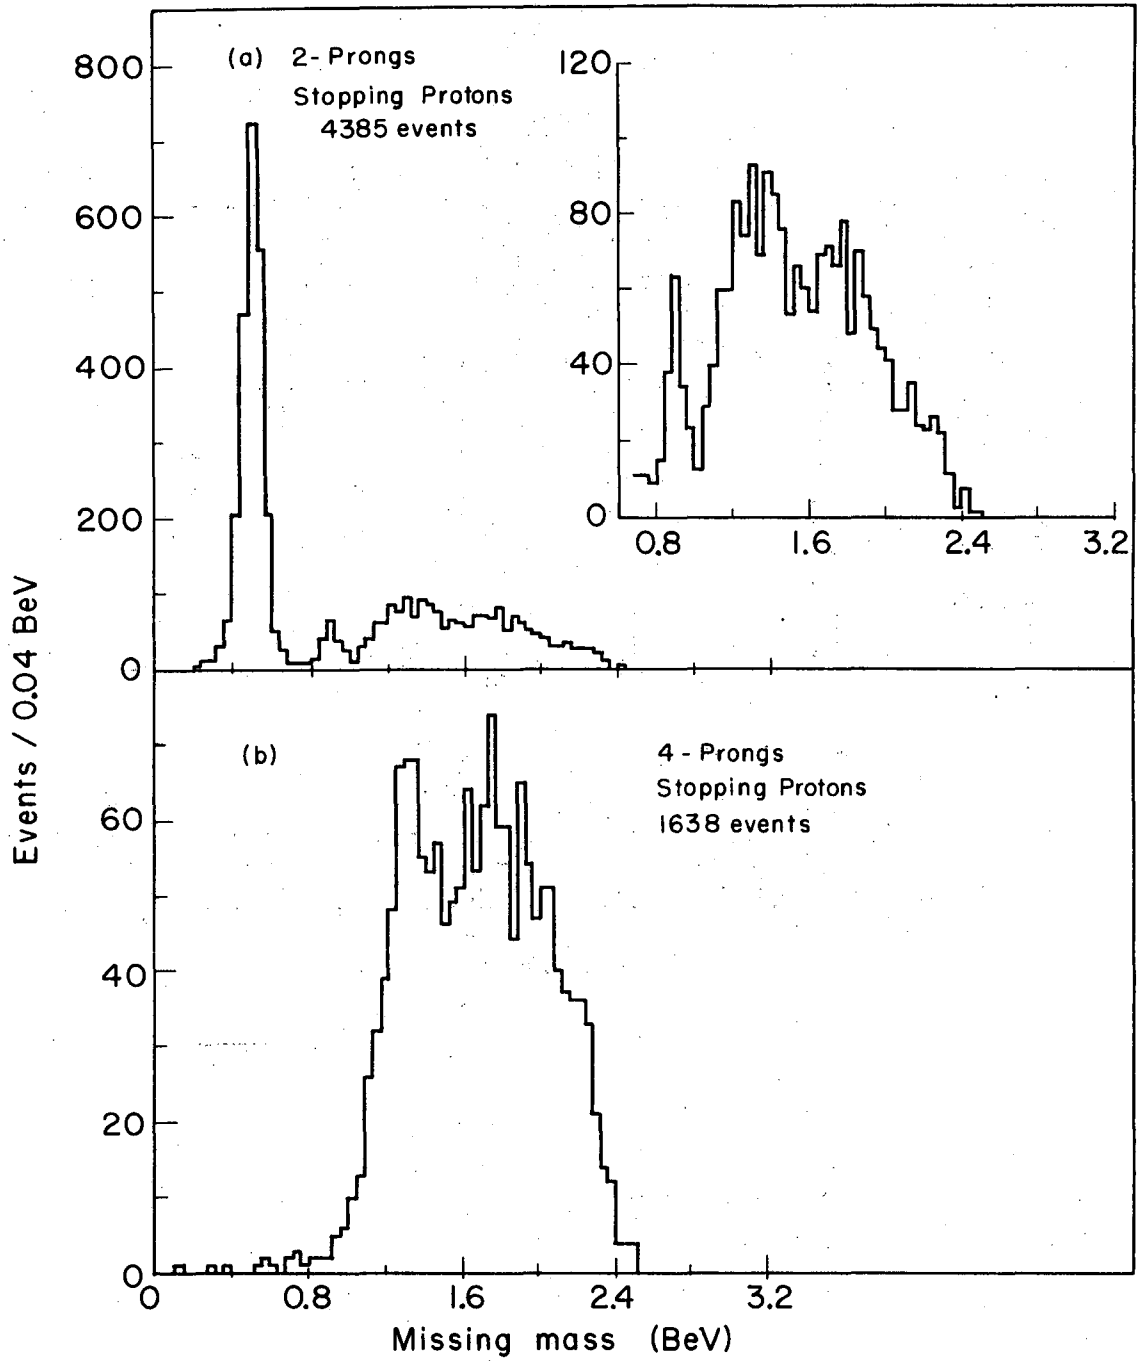 (a) 2-Prongs
Stopping Protons
4385 events
800
600
400
200
0
120
80
40
0
0.8 1.6 2.4 3.2
Events / 0.04 BeV
(b)
4-Prongs
Stopping Protons
1638 events
60
40
20
0
0 0.8 1.6 2.4 3.2
Missing mass (BeV)